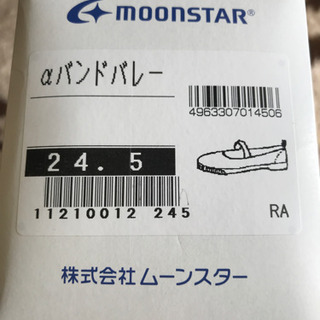 MOONSTAR®
αバンドバレー
4963307014506
24.5
11210012 245
RA
株式会社ムーンスター